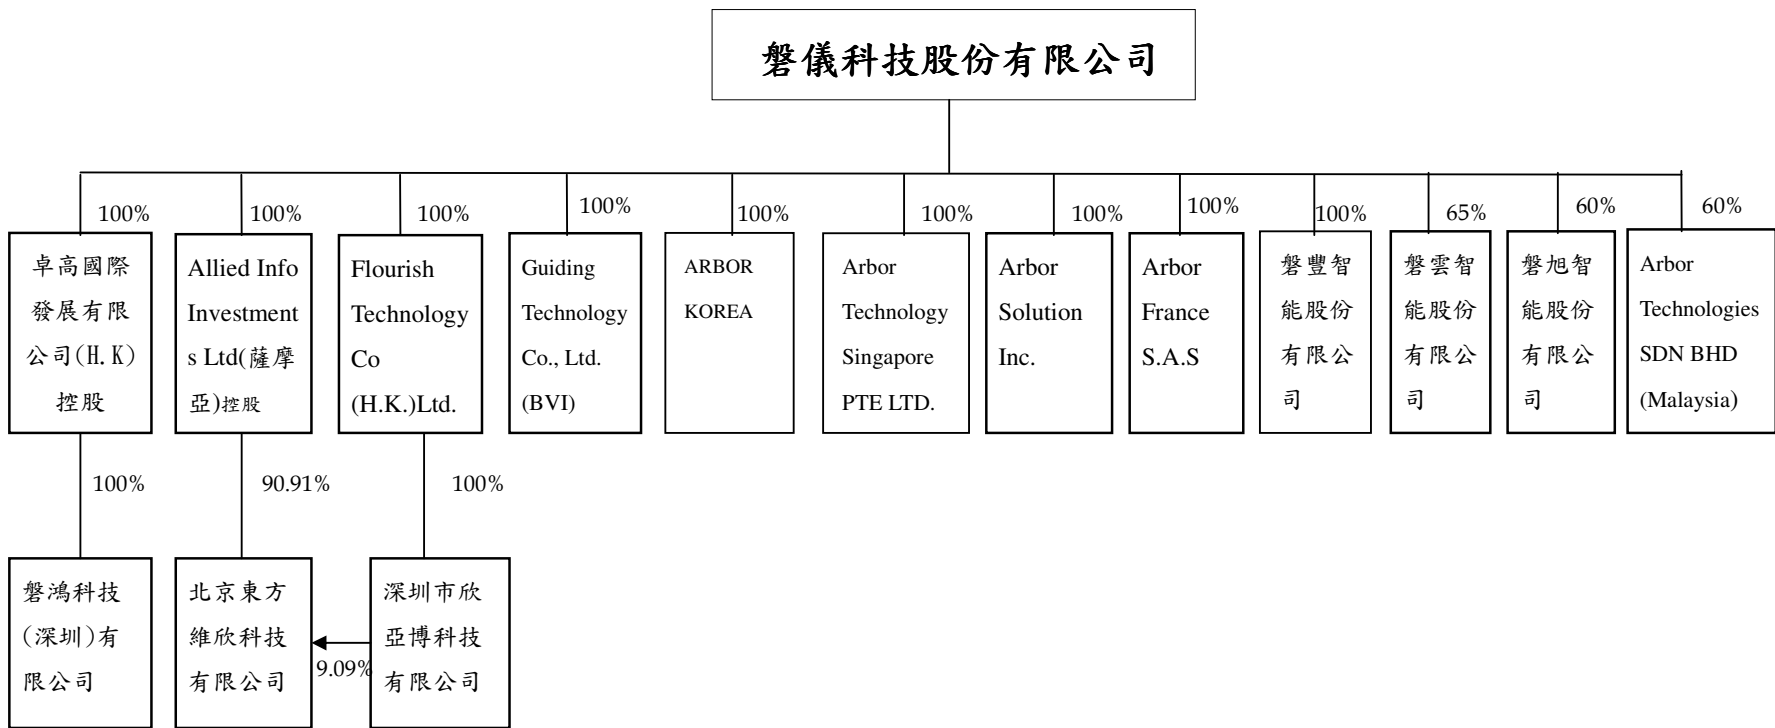 磐儀科技股份有限公司
100%
100%
100%
100%
100%
100%
100%
100%
100%
65%
60%
60%
卓高國際
發展有限
公司(H.K)
控股
Allied Info
Investment
s Ltd(薩摩
亞)控股
Flourish
Technology
Co
(H.K.)Ltd.
Guiding
Technology
Co., Ltd.
(BVI)
ARBOR
KOREA
Arbor
Technology
Singapore
PTE LTD.
Arbor
Solution
Inc.
Arbor
France
S.A.S
磐豐智
能股份
有限公
司
磐雲智
能股份
有限公
司
磐旭智
能股份
有限公
司
Arbor
Technologies
SDN BHD
(Malaysia)
100%
90.91%
100%
磐鴻科技
(深圳)有
限公司
北京東方
維欣科技
有限公司
9.09%
深圳市欣
亞博科技
有限公司